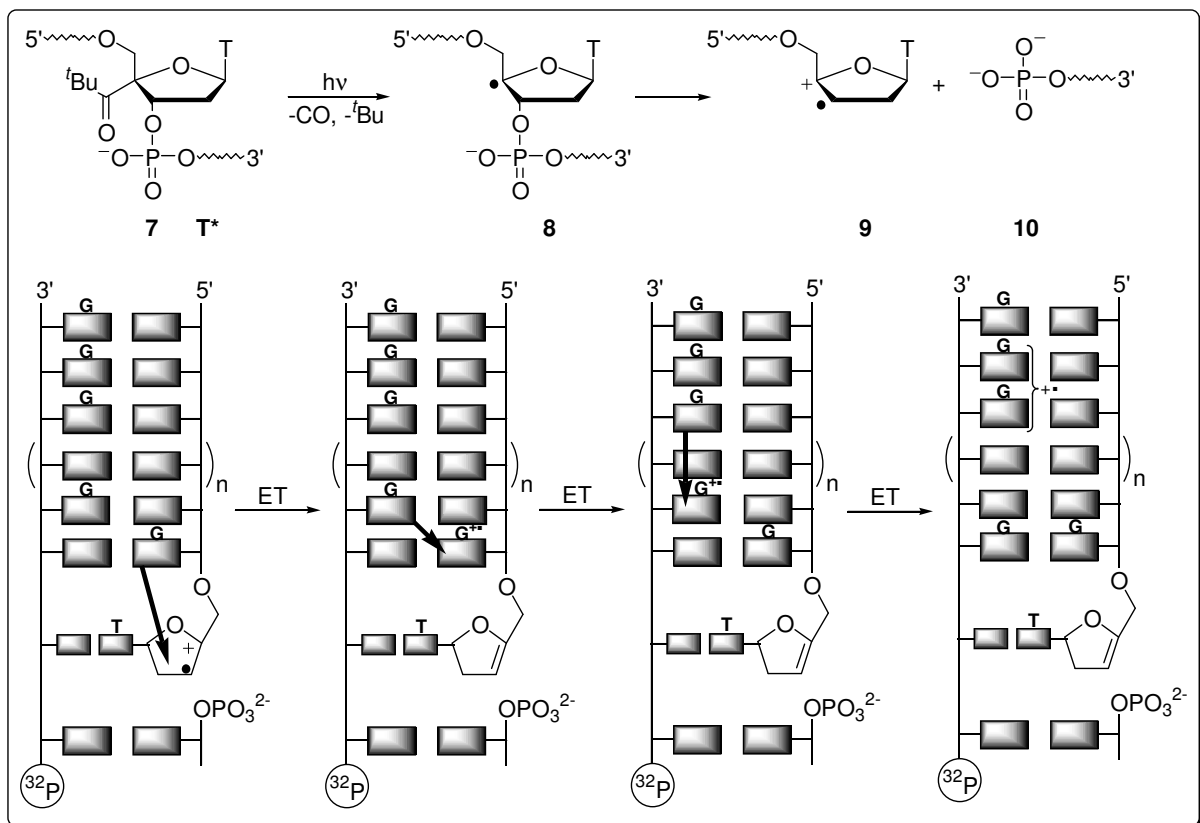 5'
O
T
O
tBu
O
O
⁻O–P–O
3'
O
7 T*
hν
-CO, -tBu
5'
O
T
O
•
O
⁻O–P–O
3'
O
8
5'
O
T
O
+
•
9
+
O⁻
⁻O–P–O
3'
O
10
3' 5'
G
G
G
( ) n
G
G
O
T
O
+
•
OPO₃²⁻
³²P
ET
3' 5'
G
G
G
( ) n
G
G⁺•
O
T
O
OPO₃²⁻
³²P
ET
3' 5'
G
G
G
( ) n
G⁺•
G
O
T
O
OPO₃²⁻
³²P
ET
3' 5'
G
G
G
} +•
( ) n
G G
O
T
O
OPO₃²⁻
³²P